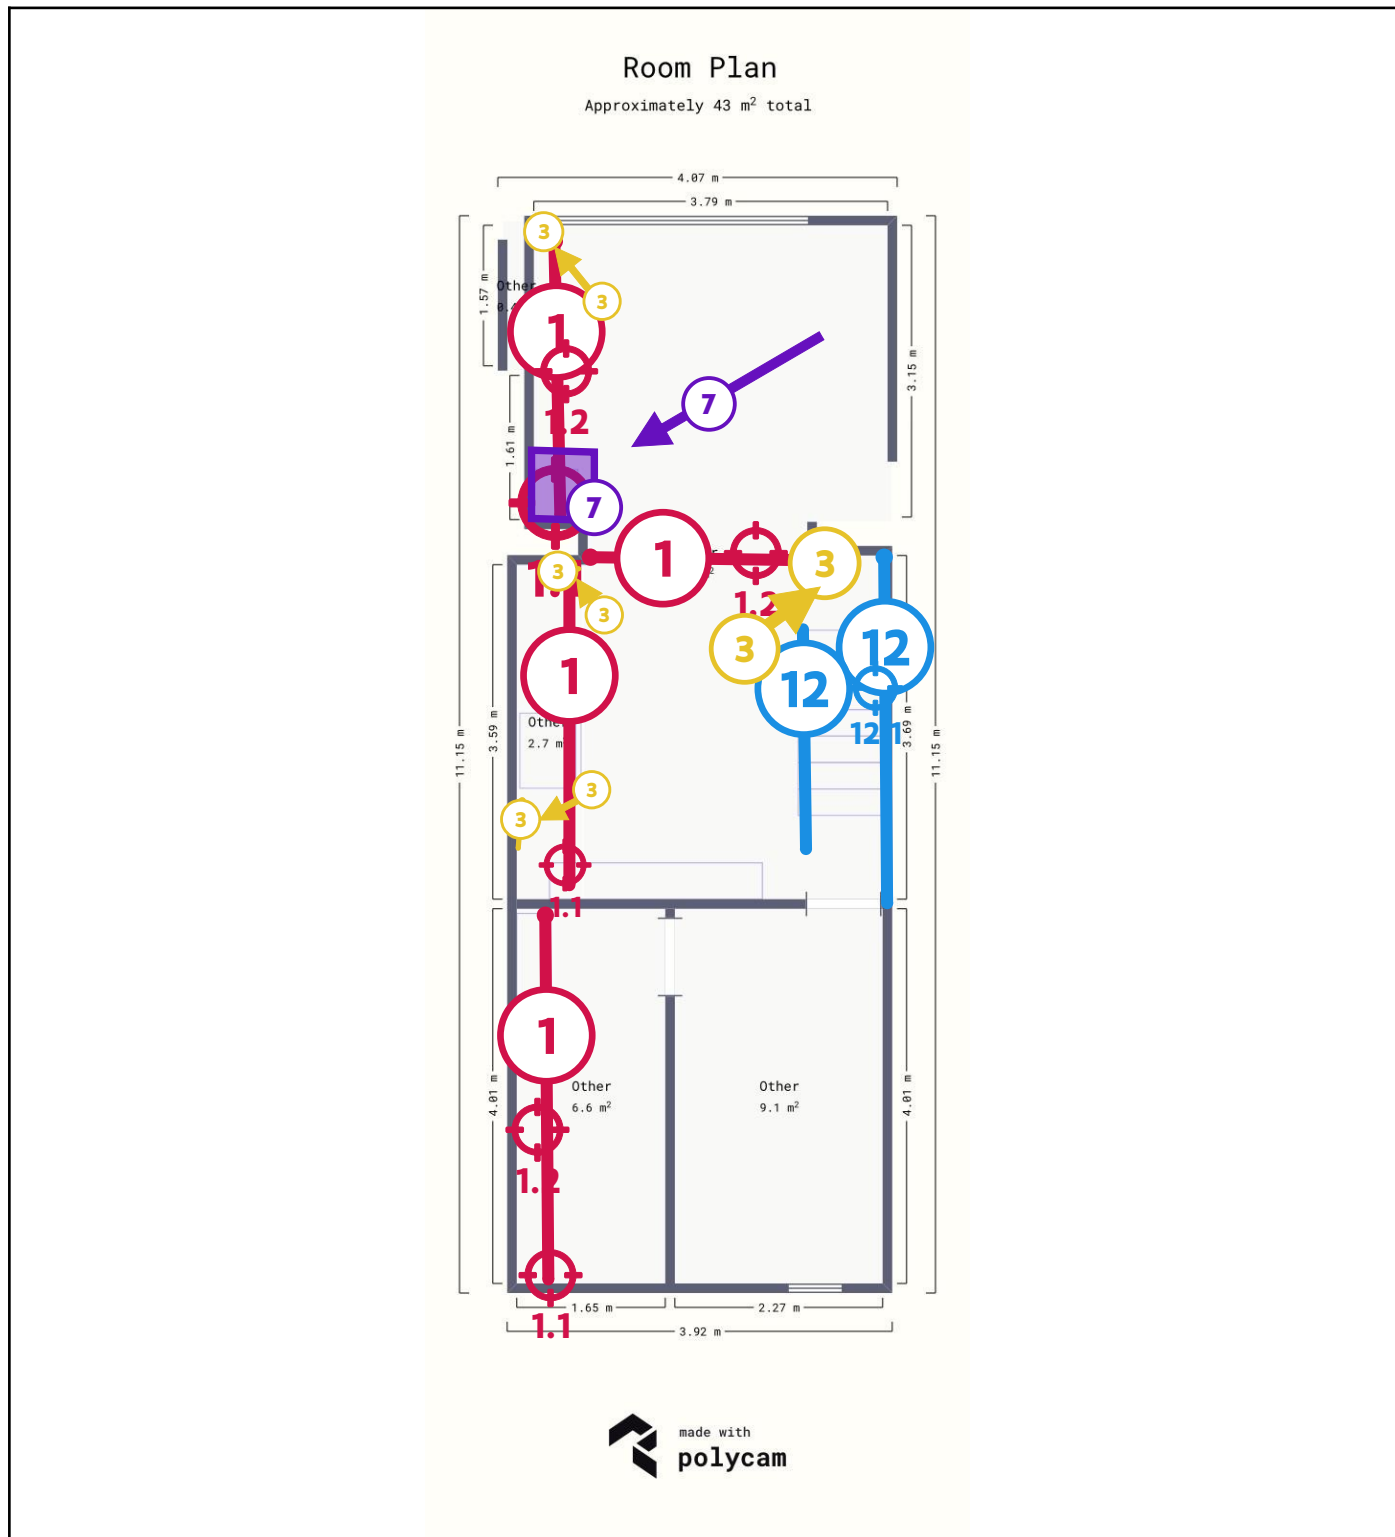 Room Plan
Approximately 43 m² total
4.07 m
3.79 m
3
1.57 m
Other
3
1
1.2
3.15 m
7
1.61 m
7
1
1.2
3
3
3
3
1
12
12
12.1
3.59 m
2.7 m
3.69 m
11.15 m
11.15 m
3
3
1.1
1
4.01 m
Other
6.6 m²
Other
9.1 m²
4.01 m
1.2
1.1
1.65 m
2.27 m
3.92 m
made with
polycam